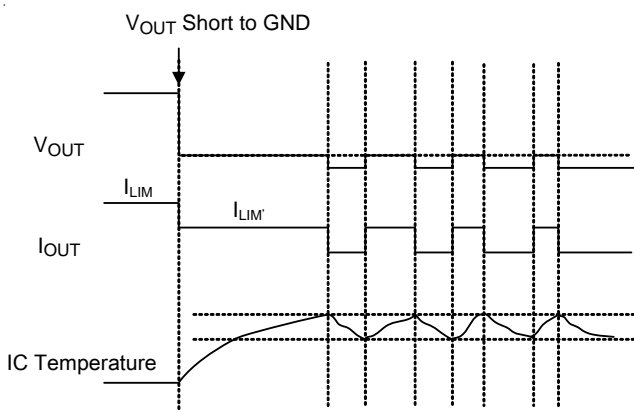 VOUT Short to GND
VOUT
ILIM
ILIM'
IOUT
IC Temperature